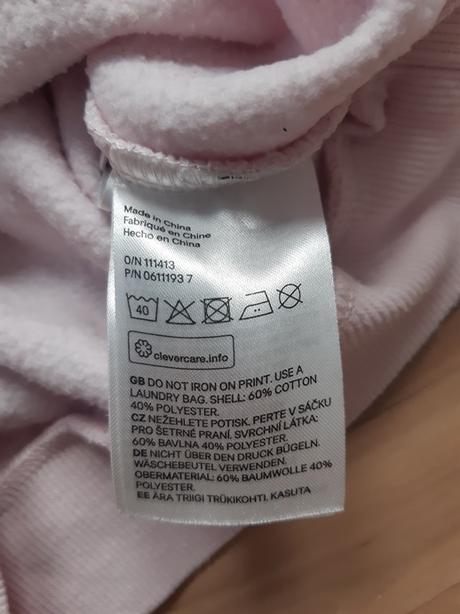 Made in China
Fabriqué en Chine
Hecho en China
O/N 111413
P/N 0611193 7
40
clevercare.info
GB DO NOT IRON ON PRINT. USE A
LAUNDRY BAG. SHELL: 60% COTTON
40% POLYESTER.
CZ NEŽEHLETE POTISK. PERTE V SÁČKU
PRO ŠETRNÉ PRANÍ. SVRCHNÍ LÁTKA:
60% BAVLNA 40% POLYESTER.
DE NICHT ÜBER DEN DRUCK BÜGELN.
WÄSCHEBEUTEL VERWENDEN.
OBERMATERIAL: 60% BAUMWOLLE 40%
POLYESTER.
EE ÄRA TRIIGI TRÜKIKOHTI, KASUTA